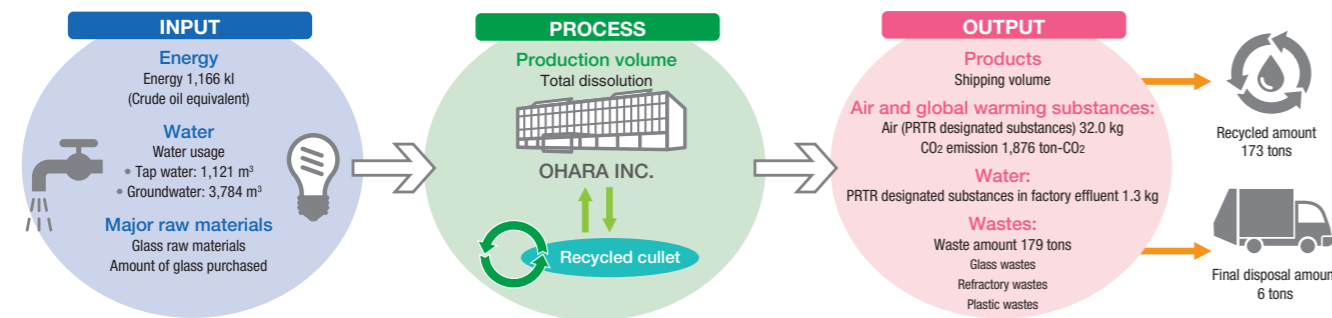 INPUT
Energy
Energy 1,166 kl
(Crude oil equivalent)
Water
Water usage
• Tap water: 1,121 m³
• Groundwater: 3,784 m³
Major raw materials
Glass raw materials
Amount of glass purchased
PROCESS
Production volume
Total dissolution
OHARA INC.
Recycled cullet
OUTPUT
Products
Shipping volume
Air and global warming substances:
Air (PRTR designated substances) 32.0 kg
CO₂ emission 1,876 ton-CO₂
Water:
PRTR designated substances in factory effluent 1.3 kg
Wastes:
Waste amount 179 tons
Glass wastes
Refractory wastes
Plastic wastes
Recycled amount
173 tons
Final disposal amount
6 tons